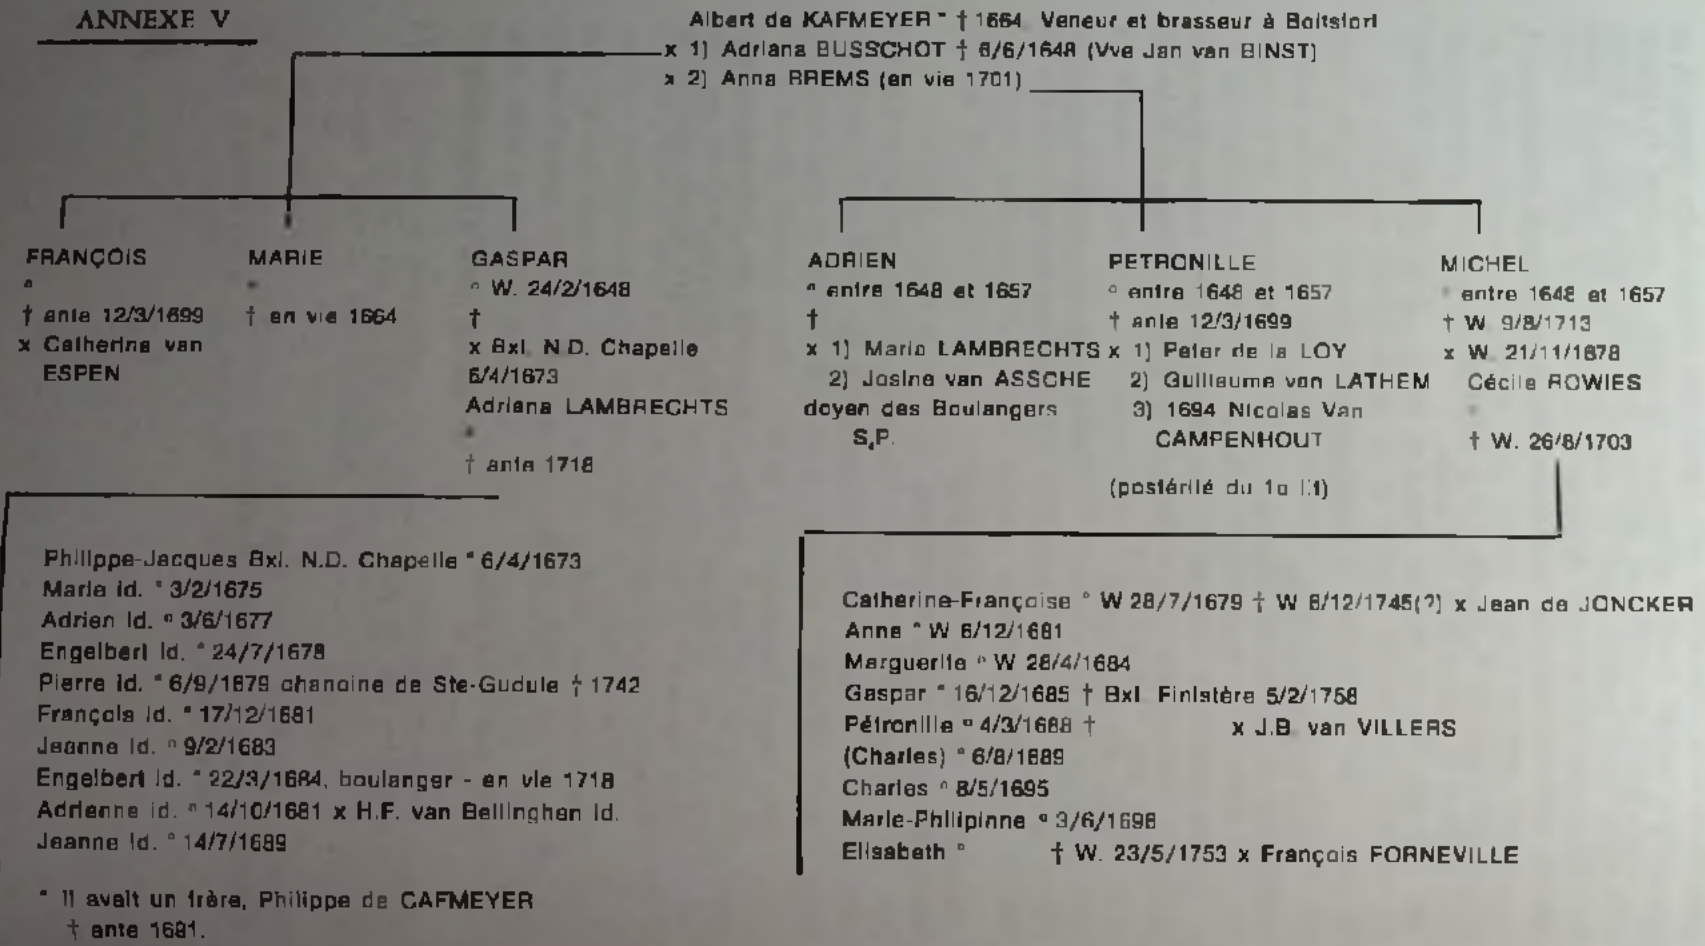 ANNEXE V
Albert de KAFMEYER * † 1664 Veneur et brasseur à Boitsfort
x 1) Adriana BUSSCHOT † 6/6/1648 (Vve Jan van BINST)
x 2) Anna BREMS (en vie 1701)
FRANÇOIS
°
† ante 12/3/1699
x Catherine van
ESPEN
MARIE
°
† en vie 1664
GASPAR
° W. 24/2/1648
†
x Bxl. N.D. Chapelle
6/4/1673
Adriana LAMBRECHTS
°
† ante 1718
ADRIEN
° entre 1648 et 1657
†
x 1) Marie LAMBRECHTS
2) Josine van ASSCHE
doyen des Boulangers
S.P.
PETRONILLE
° entre 1648 et 1657
† ante 12/3/1699
x 1) Peter de la LOY
2) Guillaume van LATHEM
3) 1694 Nicolas Van
CAMPENHOUT
(postérité du 1o lit)
MICHEL
° entre 1648 et 1657
† W. 9/8/1713
x W. 21/11/1678
Cécile ROWIES
°
† W. 26/8/1703
Philippe-Jacques Bxl. N.D. Chapelle ° 6/4/1673
Marie id. ° 3/2/1675
Adrien id. ° 3/6/1677
Engelbert id. ° 24/7/1678
Pierre id. ° 6/9/1679 chanoine de Ste-Gudule † 1742
François id. ° 17/12/1681
Jeanne id. ° 9/2/1683
Engelbert id. ° 22/3/1684, boulanger - en vie 1718
Adrienne id. ° 14/10/1681 x H.F. van Bellinghen id.
Jeanne id. ° 14/7/1689
* Il avait un frère, Philippe de CAFMEYER
† ante 1681.
Catherine-Françoise ° W 28/7/1679 † W 6/12/1745(?) x Jean de JONCKER
Anne ° W 6/12/1681
Marguerite ° W 28/4/1684
Gaspar ° 16/12/1685 † Bxl. Finistère 5/2/1758
Pétronille ° 4/3/1688 † x J.B. van VILLERS
(Charles) ° 6/8/1689
Charles ° 8/5/1695
Marie-Philipinne ° 3/6/1698
Elisabeth ° † W. 23/5/1753 x François FORNEVILLE